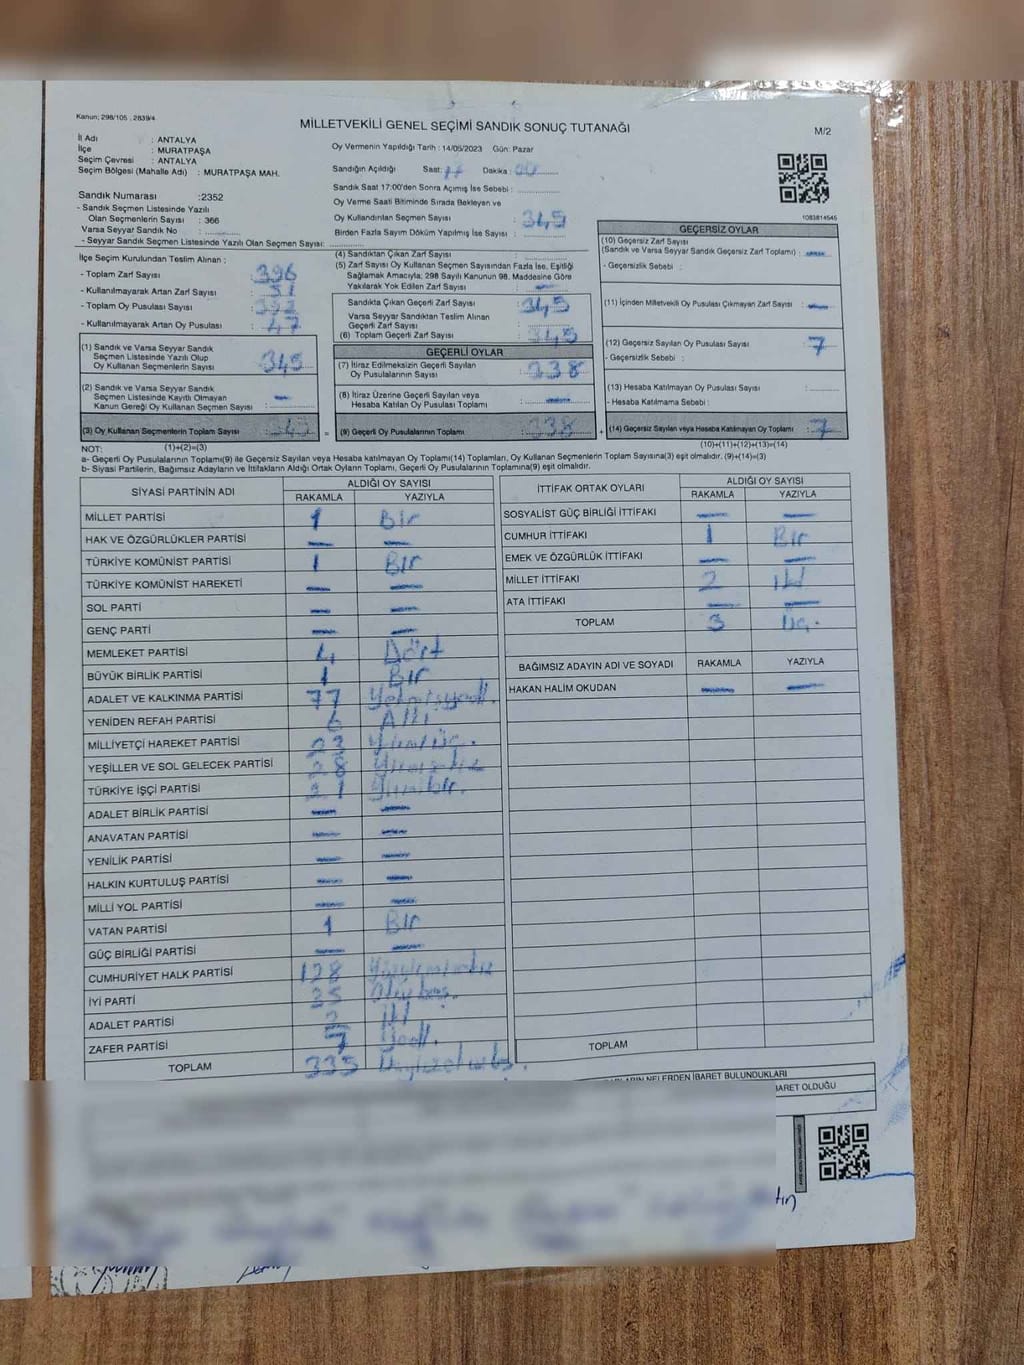 Kanun; 298/105 , 2839/4
MİLLETVEKİLİ GENEL SEÇİMİ SANDIK SONUÇ TUTANAĞI
M/2
İl Adı : ANTALYA
İlçe : MURATPAŞA
Seçim Çevresi : ANTALYA
Seçim Bölgesi (Mahalle Adı) : MURATPAŞA MAH.
Sandık Numarası :2352
- Sandık Seçmen Listesinde Yazılı
Olan Seçmenlerin Sayısı : 366
Varsa Seyyar Sandık No :
- Seyyar Sandık Seçmen Listesinde Yazılı Olan Seçmen Sayısı:
Oy Vermenin Yapıldığı Tarih : 14/05/2023 Gün: Pazar
Sandığın Açıldığı Saat: 17 Dakika : 00
Sandık Saat 17:00'den Sonra Açımış İse Sebebi :
Oy Verme Saati Bitiminde Sırada Bekleyen ve
Oy Kullandırılan Seçmen Sayısı : 345
Birden Fazla Sayım Döküm Yapılmış İse Sayısı :
1083814545
İlçe Seçim Kurulundan Teslim Alınan ;
- Toplam Zarf Sayısı : 396
- Kullanılmayarak Artan Zarf Sayısı : 51
- Toplam Oy Pusulası Sayısı : 392
- Kullanılmayarak Artan Oy Pusulası : 47
(1) Sandık ve Varsa Seyyar Sandık
Seçmen Listesinde Yazılı Olup
Oy Kullanan Seçmenlerin Sayısı : 345
(2) Sandık ve Varsa Seyyar Sandık
Seçmen Listesinde Kayıtlı Olmayan
Kanun Gereği Oy Kullanan Seçmen Sayısı : -
(3) Oy Kullanan Seçmenlerin Toplam Sayısı : 345
(4) Sandıktan Çıkan Zarf Sayısı :
(5) Zarf Sayısı Oy Kullanan Seçmen Sayısından Fazla İse, Eşitliği
Sağlamak Amacıyla; 298 Sayılı Kanunun 98. Maddesine Göre
Yakılarak Yok Edilen Zarf Sayısı : -
Sandıkta Çıkan Geçerli Zarf Sayısı : 345
Varsa Seyyar Sandıktan Teslim Alınan
Geçerli Zarf Sayısı :
(6) Toplam Geçerli Zarf Sayısı : 345
GEÇERLİ OYLAR
(7) İtiraz Edilmeksizin Geçerli Sayılan
Oy Pusulalarının Sayısı : 338
(8) İtiraz Üzerine Geçerli Sayılan veya
Hesaba Katılan Oy Pusulası Toplamı : -
= (9) Geçerli Oy Pusulalarının Toplamı : 338
GEÇERSİZ OYLAR
(10) Geçersiz Zarf Sayısı
(Sandık ve Varsa Seyyar Sandık Geçersiz Zarf Toplamı) : -
- Geçersizlik Sebebi :
(11) İçinden Milletvekili Oy Pusulası Çıkmayan Zarf Sayısı : -
(12) Geçersiz Sayılan Oy Pusulası Sayısı : 7
- Geçersizlik Sebebi :
(13) Hesaba Katılmayan Oy Pusulası Sayısı :
- Hesaba Katılmama Sebebi :
+ (14) Geçersiz Sayılan veya Hesaba Katılmayan Oy Toplamı : 7
NOT: (1)+(2)=(3) (10)+(11)+(12)+(13)=(14)
a- Geçerli Oy Pusulalarının Toplamı(9) ile Geçersiz Sayılan veya Hesaba Katılmayan Oy Toplamı(14) Toplamları, Oy Kullanan Seçmenlerin Toplam Sayısına(3) eşit olmalıdır. (9)+(14)=(3)
b- Siyasi Partilerin, Bağımsız Adayların ve İttifakların Aldığı Ortak Oyların Toplamı, Geçerli Oy Pusulalarının Toplamına(9) eşit olmalıdır.
SİYASİ PARTİNİN ADI ALDIĞI OY SAYISI
RAKAMLA YAZIYLA
MİLLET PARTİSİ 1 Bir
HAK VE ÖZGÜRLÜKLER PARTİSİ - -
TÜRKİYE KOMÜNİST PARTİSİ 1 Bir
TÜRKİYE KOMÜNİST HAREKETİ - -
SOL PARTİ - -
GENÇ PARTİ - -
MEMLEKET PARTİSİ 4 Dört
BÜYÜK BİRLİK PARTİSİ 1 Bir
ADALET VE KALKINMA PARTİSİ 77 Yetmişyedi.
YENİDEN REFAH PARTİSİ 6 Altı
MİLLİYETÇİ HAREKET PARTİSİ 23 Yirmiüç.
YEŞİLLER VE SOL GELECEK PARTİSİ 28 Yirmisekiz
TÜRKİYE İŞÇİ PARTİSİ 21 Yirmibir.
ADALET BİRLİK PARTİSİ - -
ANAVATAN PARTİSİ - -
YENİLİK PARTİSİ - -
HALKIN KURTULUŞ PARTİSİ - -
MİLLİ YOL PARTİSİ - -
VATAN PARTİSİ 1 Bir
GÜÇ BİRLİĞİ PARTİSİ - -
CUMHURİYET HALK PARTİSİ 128 Yüzyirmisekiz
İYİ PARTİ 35 Otuzbeş.
ADALET PARTİSİ 2 İki
ZAFER PARTİSİ 7 Yedi.
TOPLAM 335 Üçyüzotuzbeş.
İTTİFAK ORTAK OYLARI ALDIĞI OY SAYISI
RAKAMLA YAZIYLA
SOSYALİST GÜÇ BİRLİĞİ İTTİFAKI - -
CUMHUR İTTİFAKI 1 Bir
EMEK VE ÖZGÜRLÜK İTTİFAKI - -
MİLLET İTTİFAKI 2 iki
ATA İTTİFAKI - -
TOPLAM 3 Üç.
BAĞIMSIZ ADAYIN ADI VE SOYADI RAKAMLA YAZIYLA
HAKAN HALİM OKUDAN - -
TOPLAM
NELERDEN İBARET BULUNDUKLARI
BARET OLDUĞU